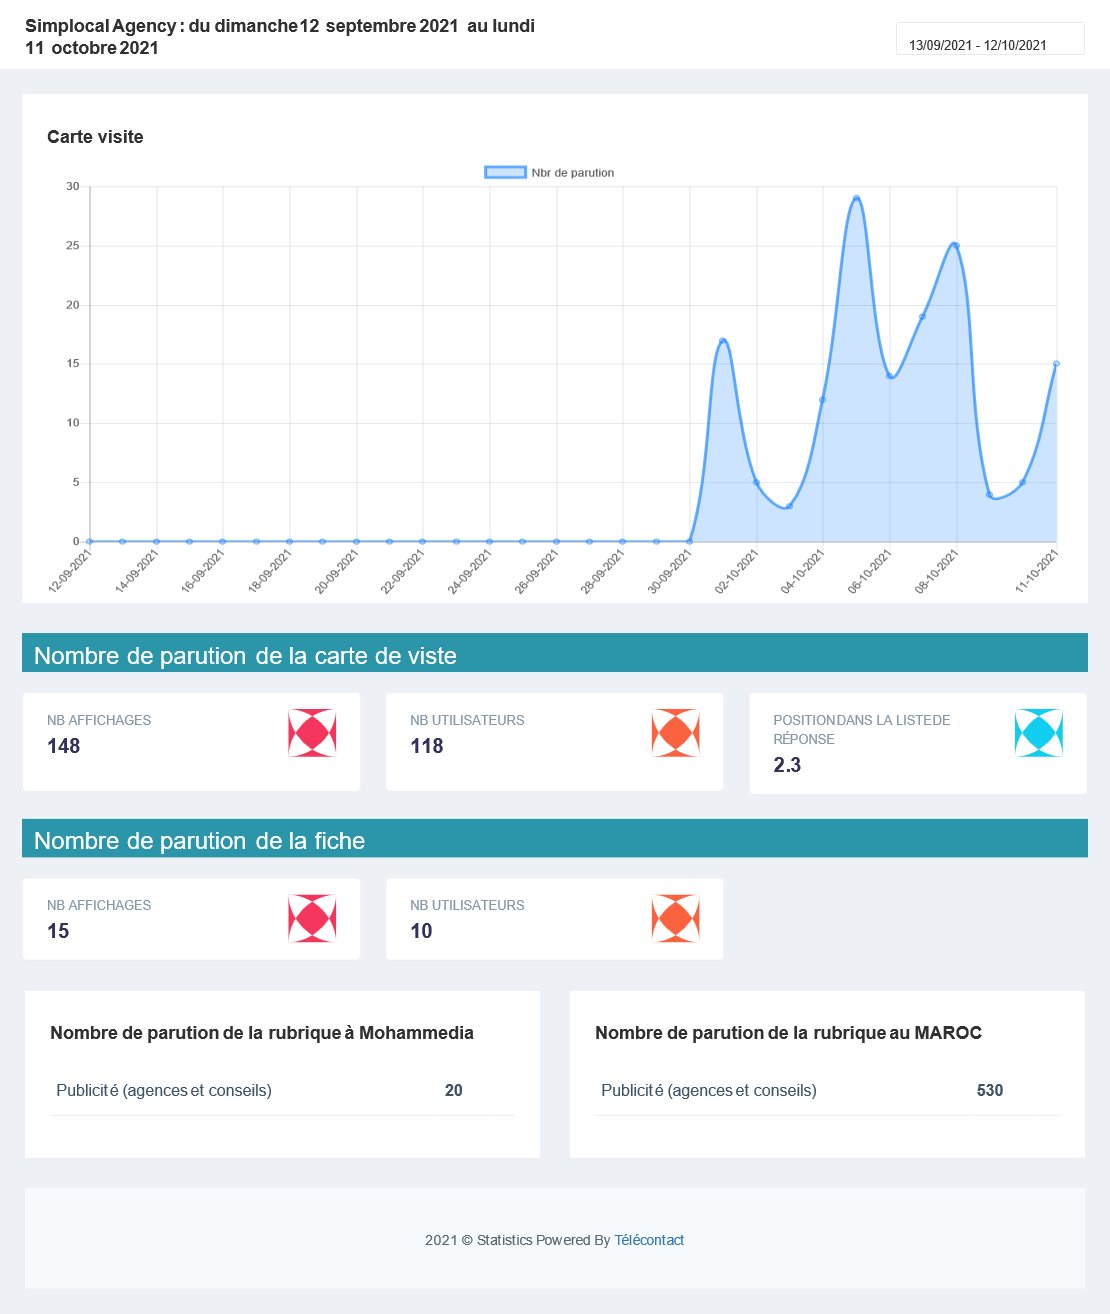 Simplocal Agency : du dimanche 12 septembre 2021 au lundi
11 octobre 2021
13/09/2021 - 12/10/2021
Carte visite
Nbr de parution
30
25
20
15
10
5
0
12-09-2021
14-09-2021
16-09-2021
18-09-2021
20-09-2021
22-09-2021
24-09-2021
26-09-2021
28-09-2021
30-09-2021
02-10-2021
04-10-2021
06-10-2021
08-10-2021
11-10-2021
Nombre de parution de la carte de viste
NB AFFICHAGES
148
NB UTILISATEURS
118
POSITION DANS LA LISTE DE
RÉPONSE
2.3
Nombre de parution de la fiche
NB AFFICHAGES
15
NB UTILISATEURS
10
Nombre de parution de la rubrique à Mohammedia
Publicité (agences et conseils) 20
Nombre de parution de la rubrique au MAROC
Publicité (agences et conseils) 530
2021 © Statistics Powered By Télécontact